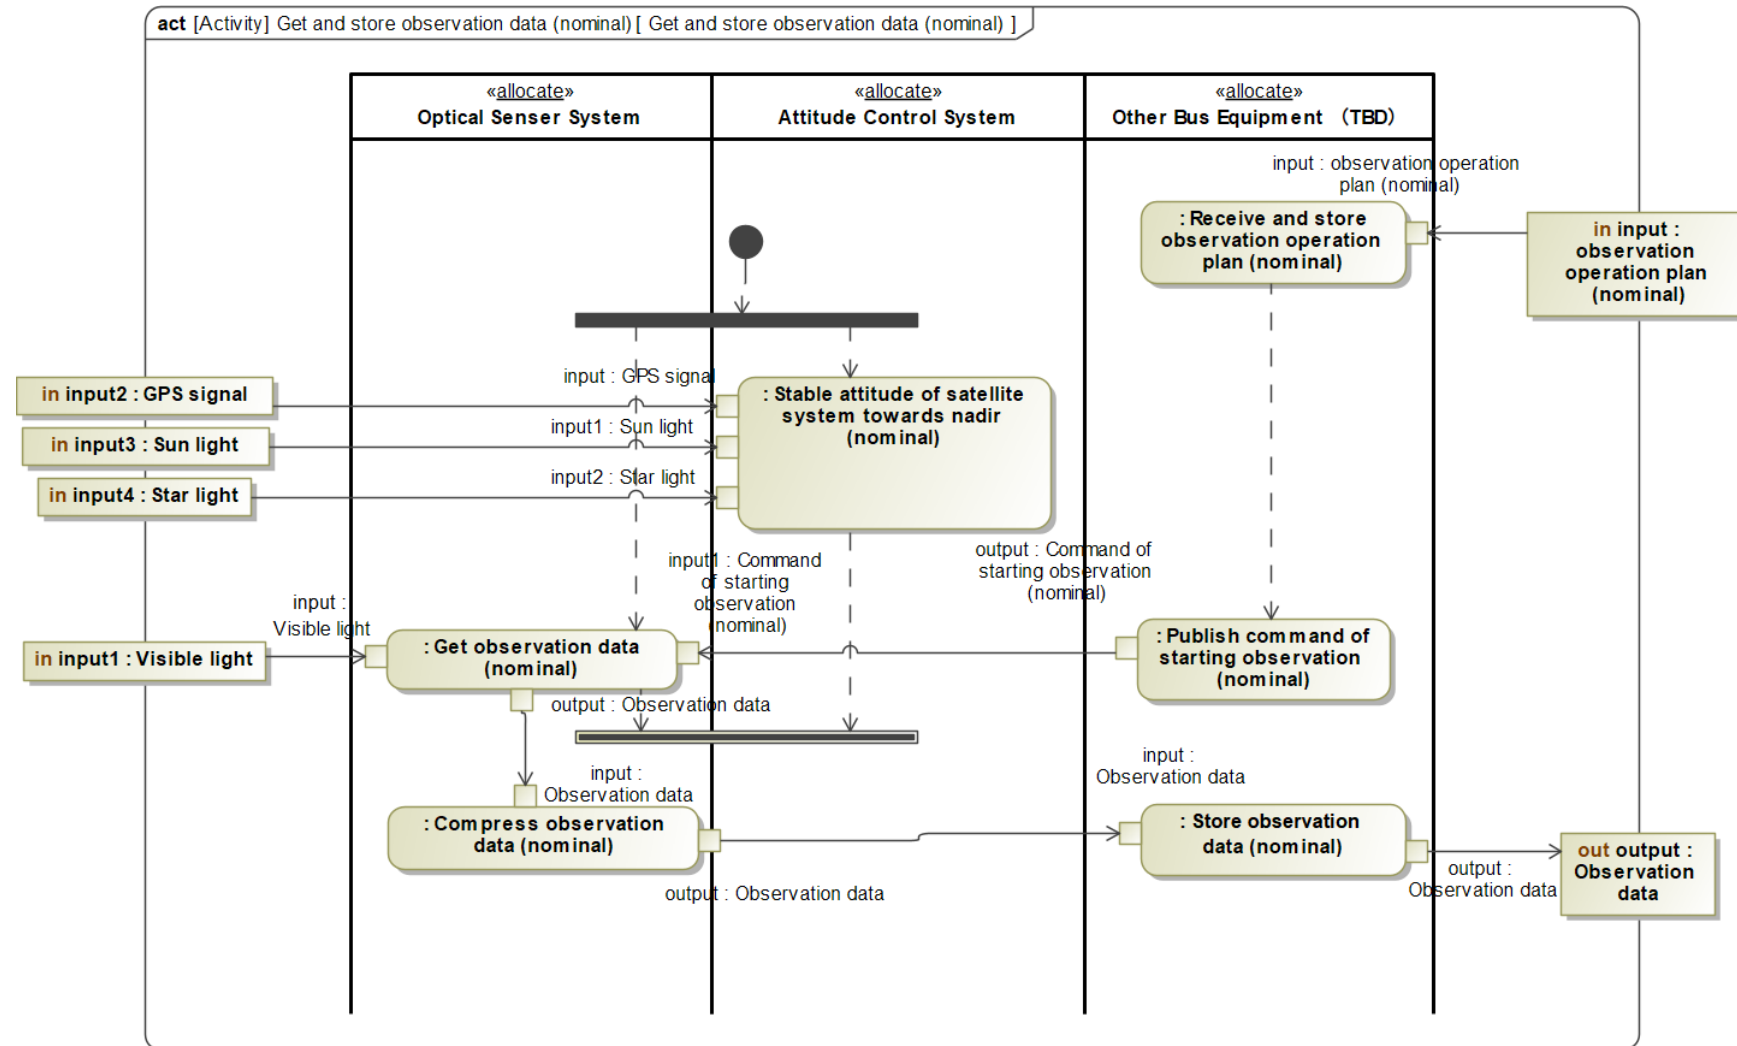 act [Activity] Get and store observation data (nominal) [ Get and store observation data (nominal) ]
«allocate»
Optical Senser System
«allocate»
Attitude Control System
«allocate»
Other Bus Equipment （TBD）
input : observation operation
plan (nominal)
: Receive and store
observation operation
plan (nominal)
in input :
observation
operation plan
(nominal)
in input2 : GPS signal
input : GPS signal
: Stable attitude of satellite
system towards nadir
(nominal)
in input3 : Sun light
input1 : Sun light
in input4 : Star light
input2 : Star light
input1 : Command
of starting
observation
(nominal)
output : Command of
starting observation
(nominal)
input :
Visible light
in input1 : Visible light
: Get observation data
(nominal)
: Publish command of
starting observation
(nominal)
output : Observation data
input :
Observation data
input :
Observation data
: Compress observation
data (nominal)
: Store observation
data (nominal)
output : Observation data
output :
Observation data
out output :
Observation
data